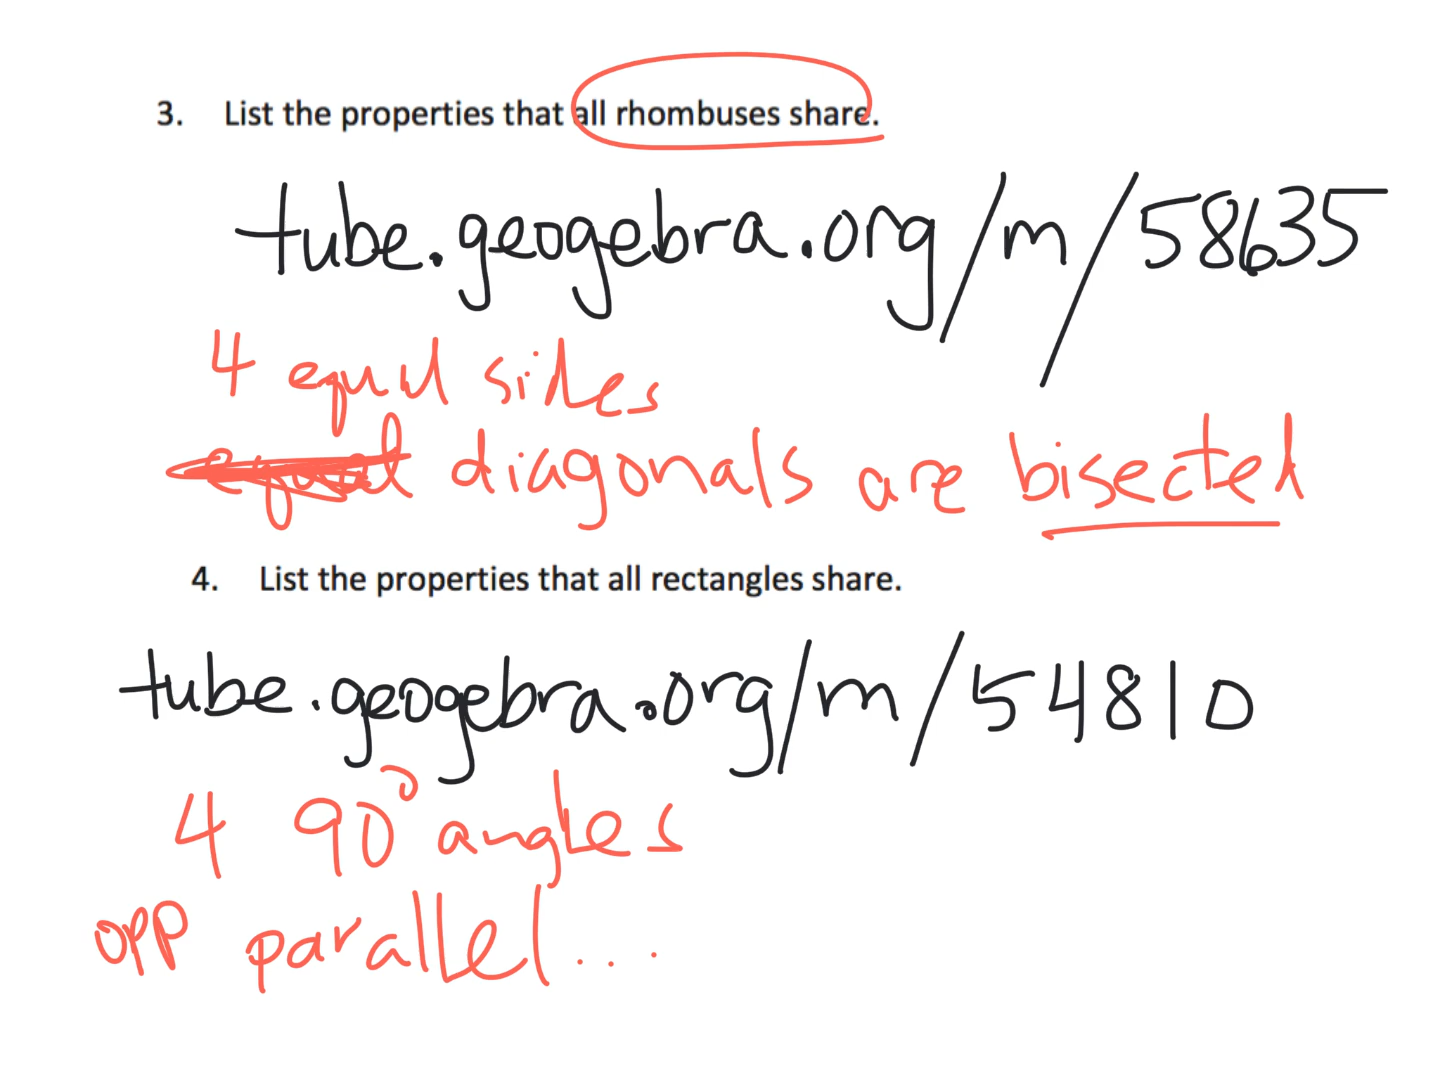 3. List the properties that all rhombuses share.
tube.geogebra.org/m/58635
4 equal sides
equal diagonals are bisected
4. List the properties that all rectangles share.
tube.geogebra.org/m/54810
4 90° angles
opp parallel...